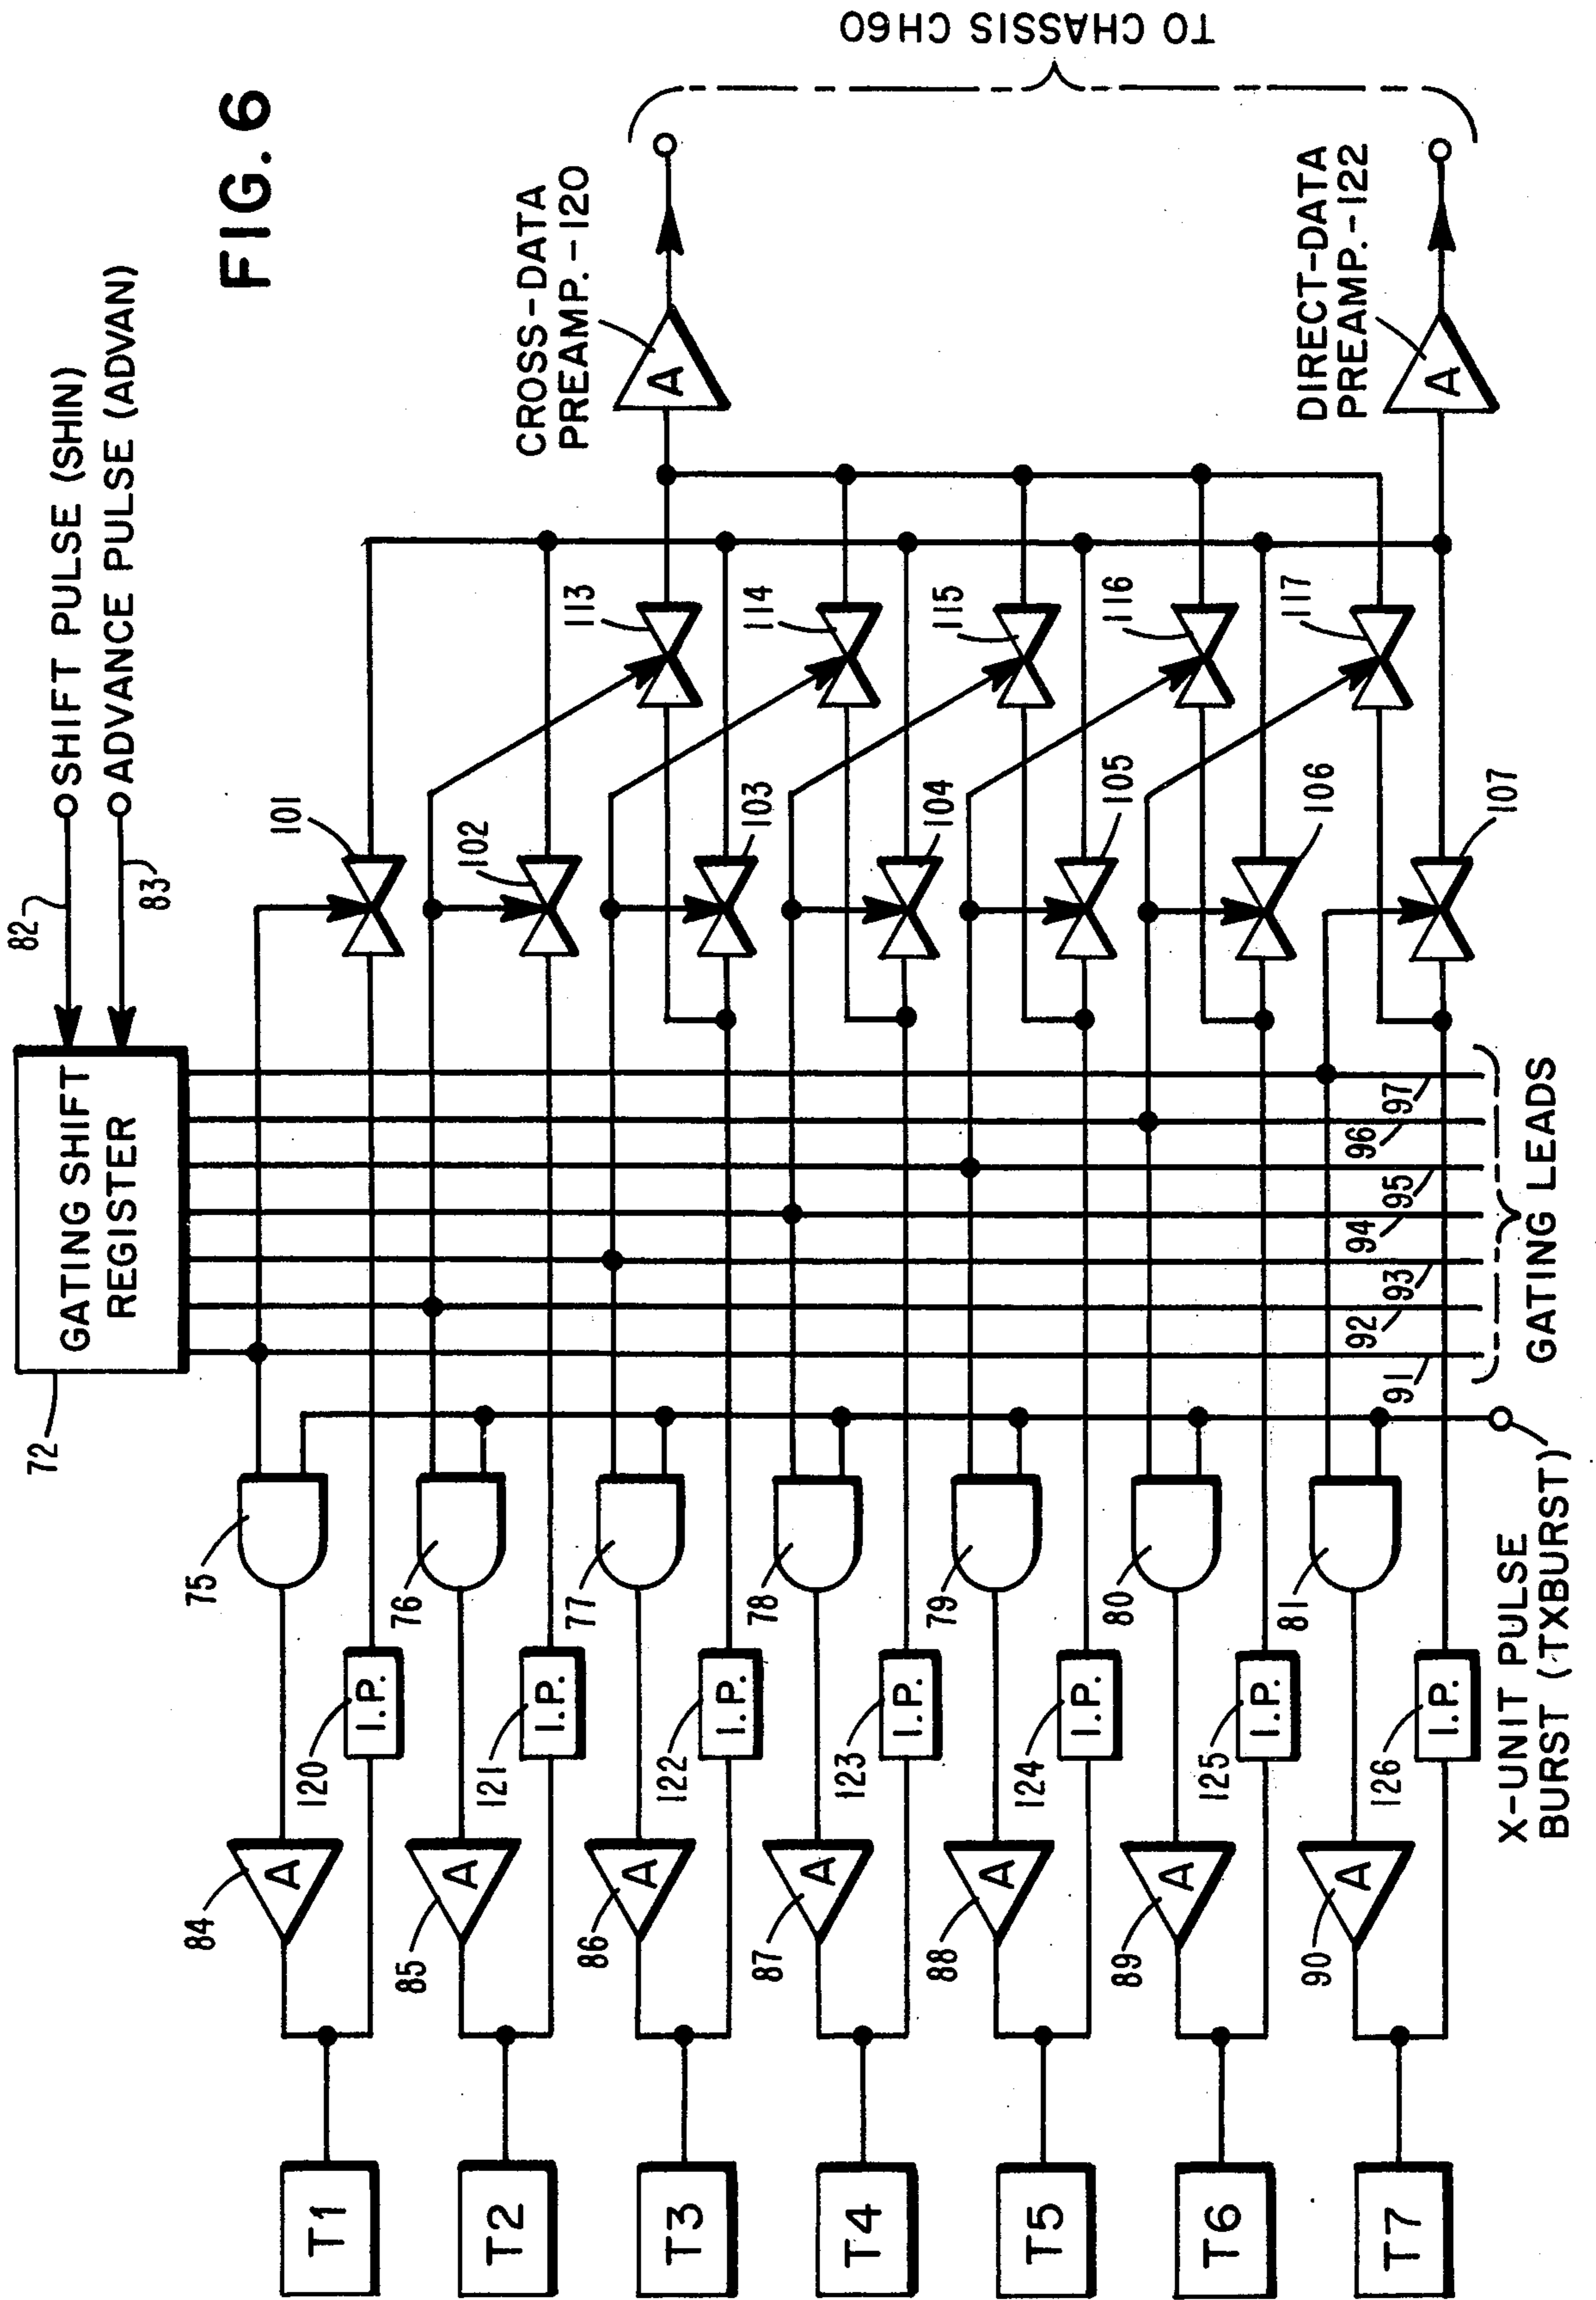 FIG. 6
82
SHIFT PULSE (SHIN)
83
ADVANCE PULSE (ADVAN)
72
GATING SHIFT
REGISTER
TO CHASSIS CH60
CROSS-DATA
PREAMP.-120
A
DIRECT-DATA
PREAMP.-122
A
T1
84
A
75
120
I.P.
101
T2
85
A
76
121
I.P.
102
113
T3
86
A
77
122
I.P.
103
114
T4
87
A
78
123
I.P.
104
115
T5
88
A
79
124
I.P.
105
116
T6
89
A
80
125
I.P.
106
117
T7
90
A
81
126
I.P.
107
91
92
93
94
95
96
97
GATING LEADS
X-UNIT PULSE
BURST (TXBURST)